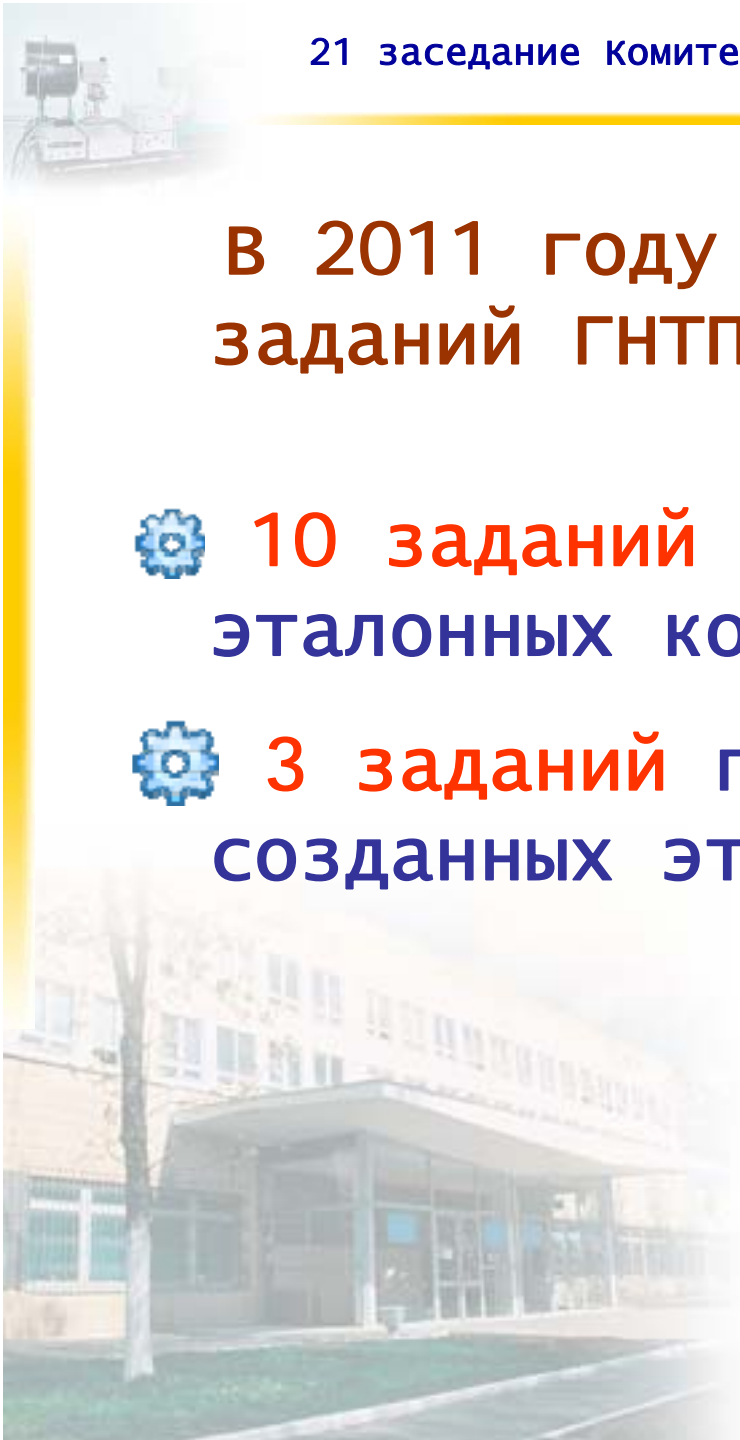 21 заседание Комите
В 2011 году
заданий ГНТП
10 заданий
эталонных ко
3 заданий
созданных эт